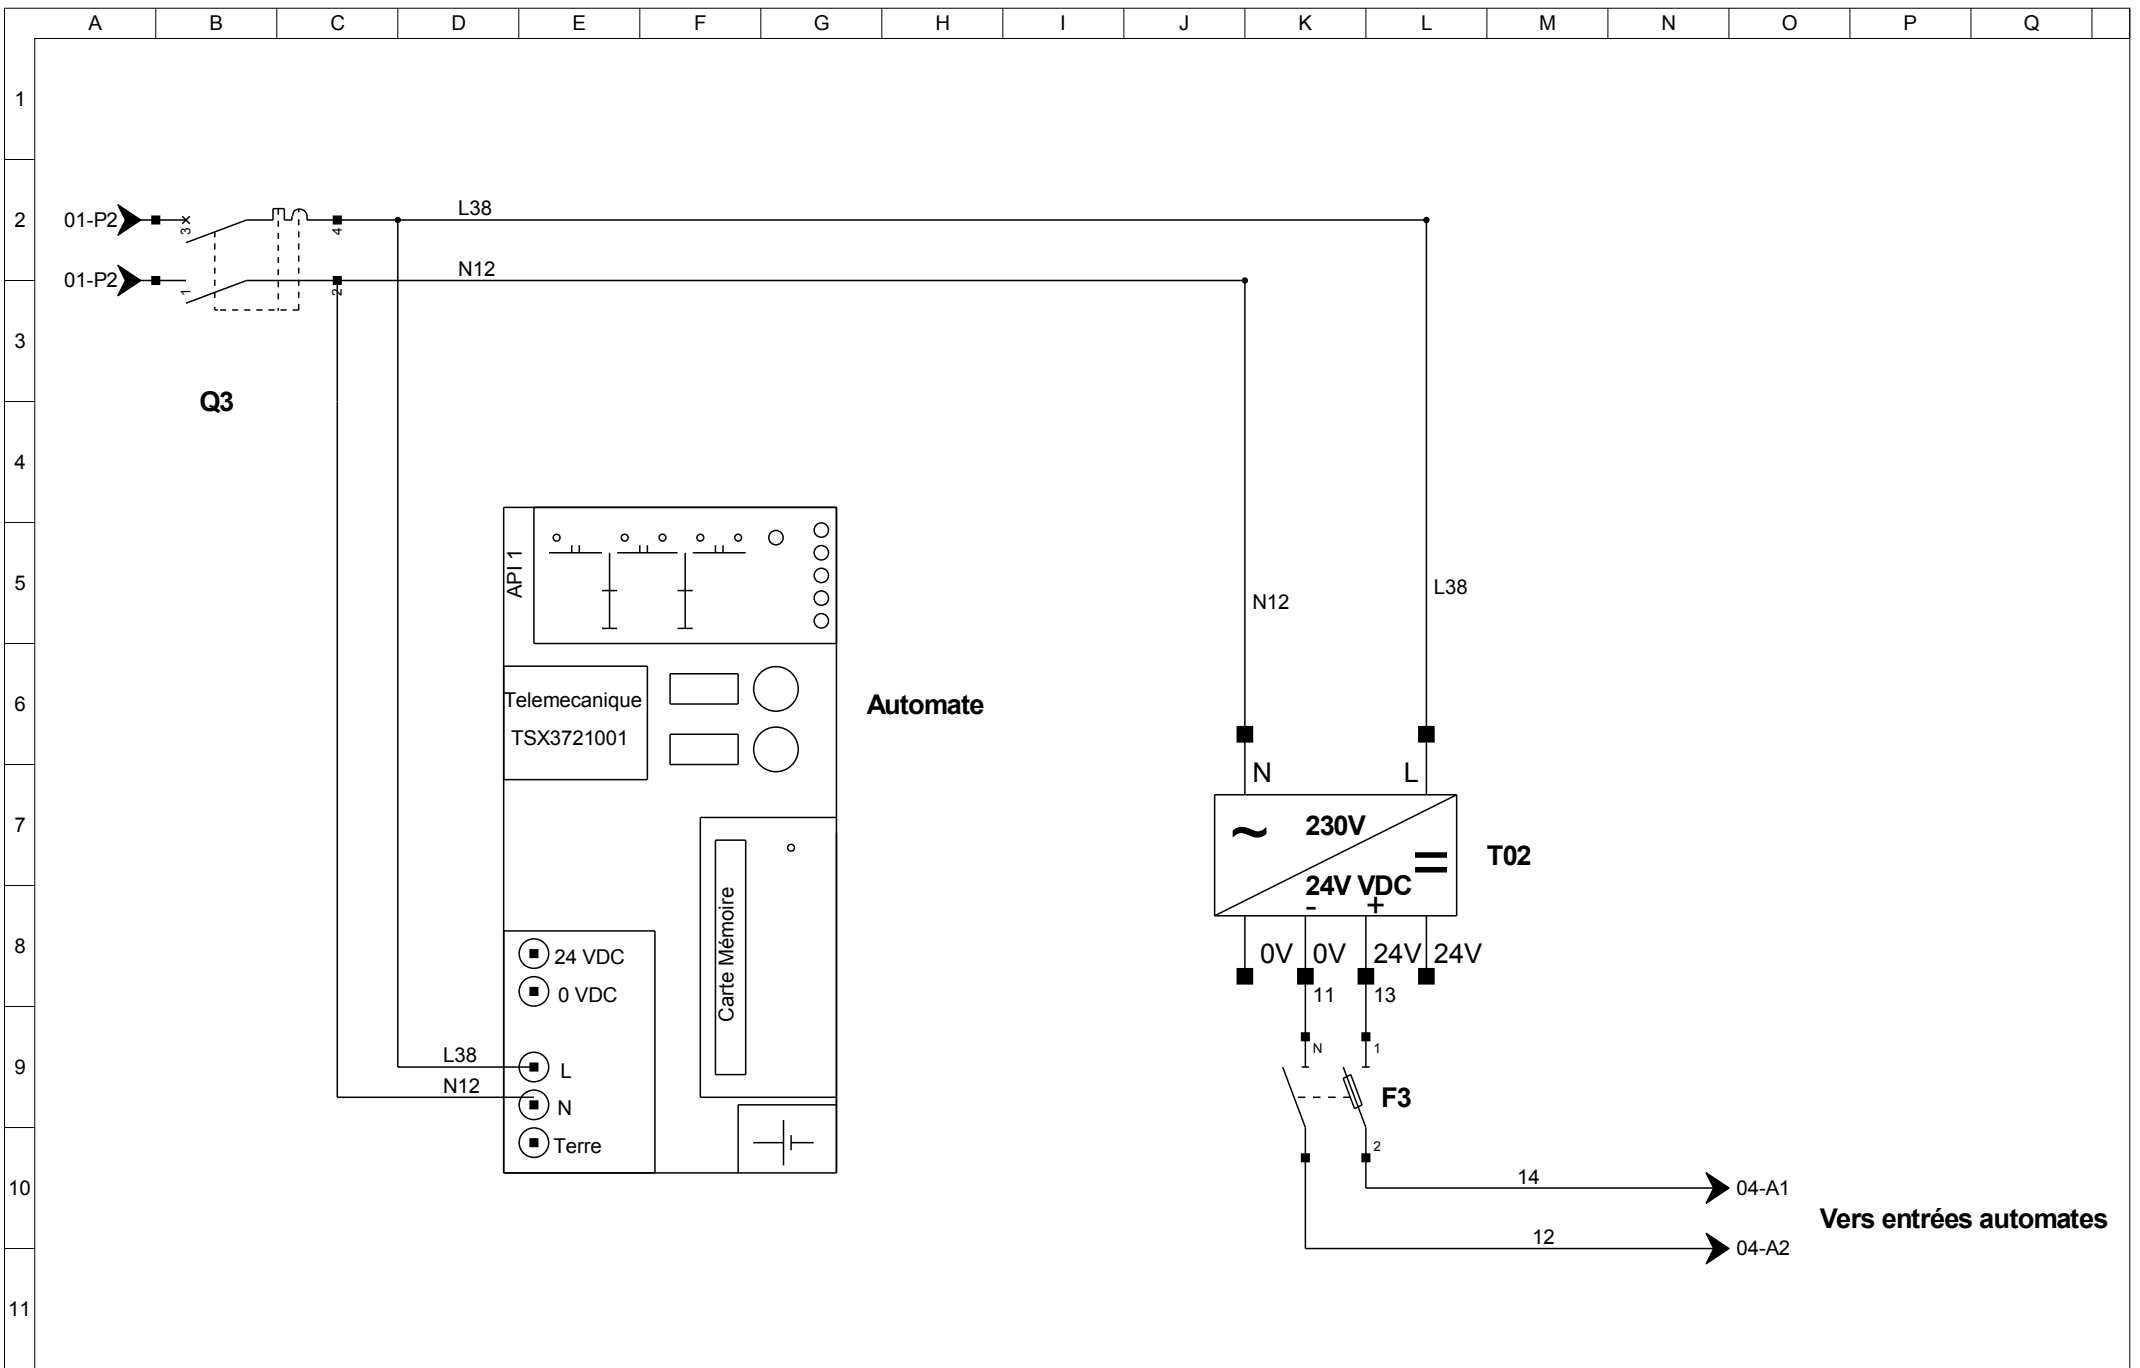 A B C D E F G H I J K L M N O P Q
1
2
3
4
5
6
7
8
9
10
11
01-P2
3
4
L38
01-P2
1
2
N12
Q3
API 1
Telemecanique
TSX3721001
Automate
Carte Mémoire
24 VDC
0 VDC
L38
L
N12
N
Terre
N12
L38
N
L
~
230V
=
24V VDC
- +
T02
0V
0V
24V
24V
11
13
N
1
F3
2
14
04-A1
Vers entrées automates
12
04-A2